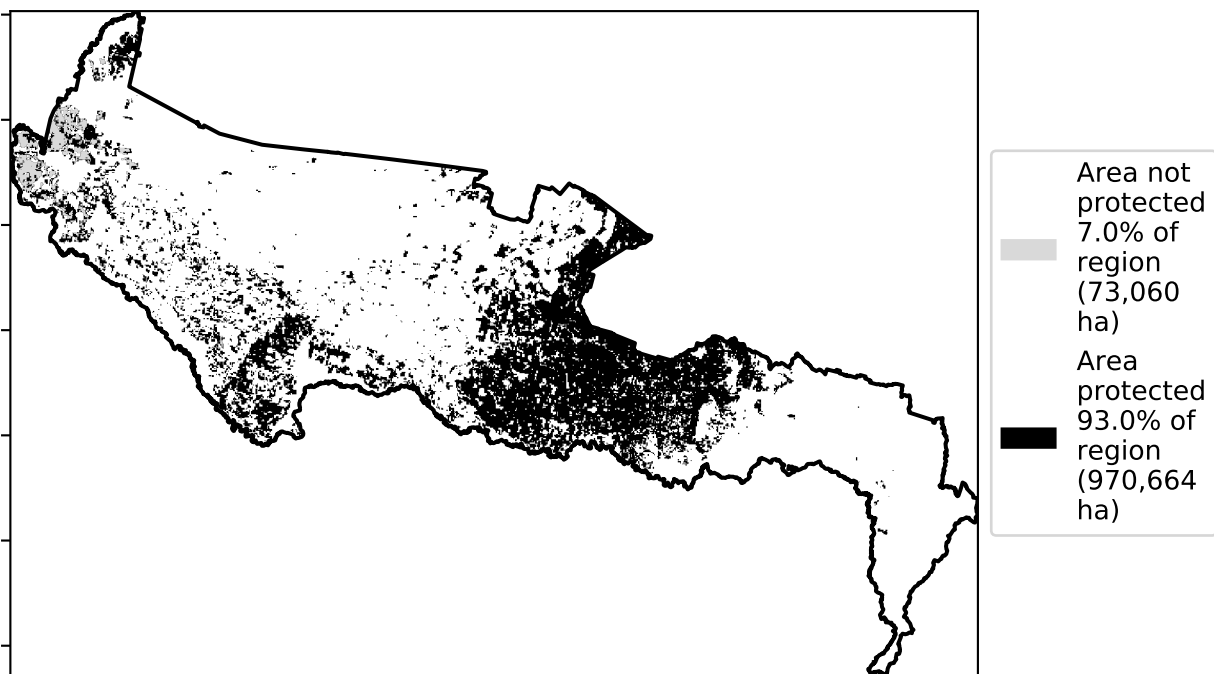 Area not
protected
7.0% of
region
(73,060
ha)
Area
protected
93.0% of
region
(970,664
ha)